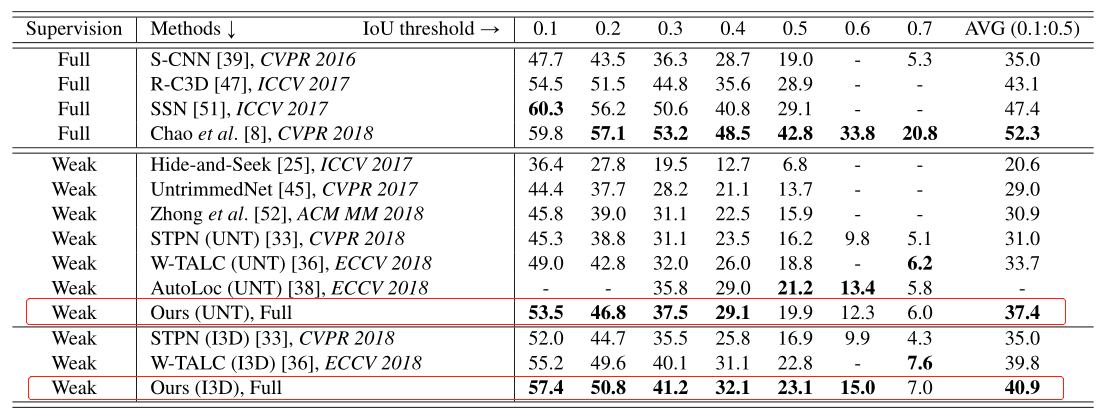 Supervision Methods ↓ IoU threshold → 0.1 0.2 0.3 0.4 0.5 0.6 0.7 AVG (0.1:0.5)
Full S-CNN [39], CVPR 2016 47.7 43.5 36.3 28.7 19.0 - 5.3 35.0
Full R-C3D [47], ICCV 2017 54.5 51.5 44.8 35.6 28.9 - - 43.1
Full SSN [51], ICCV 2017 60.3 56.2 50.6 40.8 29.1 - - 47.4
Full Chao et al. [8], CVPR 2018 59.8 57.1 53.2 48.5 42.8 33.8 20.8 52.3
Weak Hide-and-Seek [25], ICCV 2017 36.4 27.8 19.5 12.7 6.8 - - 20.6
Weak UntrimmedNet [45], CVPR 2017 44.4 37.7 28.2 21.1 13.7 - - 29.0
Weak Zhong et al. [52], ACM MM 2018 45.8 39.0 31.1 22.5 15.9 - - 30.9
Weak STPN (UNT) [33], CVPR 2018 45.3 38.8 31.1 23.5 16.2 9.8 5.1 31.0
Weak W-TALC (UNT) [36], ECCV 2018 49.0 42.8 32.0 26.0 18.8 - 6.2 33.7
Weak AutoLoc (UNT) [38], ECCV 2018 - - 35.8 29.0 21.2 13.4 5.8 -
Weak Ours (UNT), Full 53.5 46.8 37.5 29.1 19.9 12.3 6.0 37.4
Weak STPN (I3D) [33], CVPR 2018 52.0 44.7 35.5 25.8 16.9 9.9 4.3 35.0
Weak W-TALC (I3D) [36], ECCV 2018 55.2 49.6 40.1 31.1 22.8 - 7.6 39.8
Weak Ours (I3D), Full 57.4 50.8 41.2 32.1 23.1 15.0 7.0 40.9